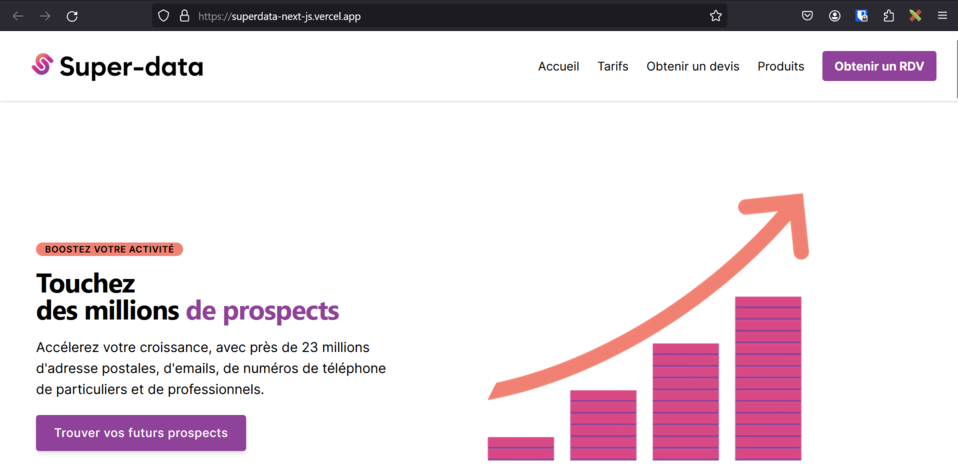 https://superdata-next-js.vercel.app
Super-data
Accueil Tarifs Obtenir un devis Produits Obtenir un RDV
BOOSTEZ VOTRE ACTIVITÉ
Touchez
des millions de prospects
Accélerez votre croissance, avec près de 23 millions
d'adresse postales, d'emails, de numéros de téléphone
de particuliers et de professionnels.
Trouver vos futurs prospects